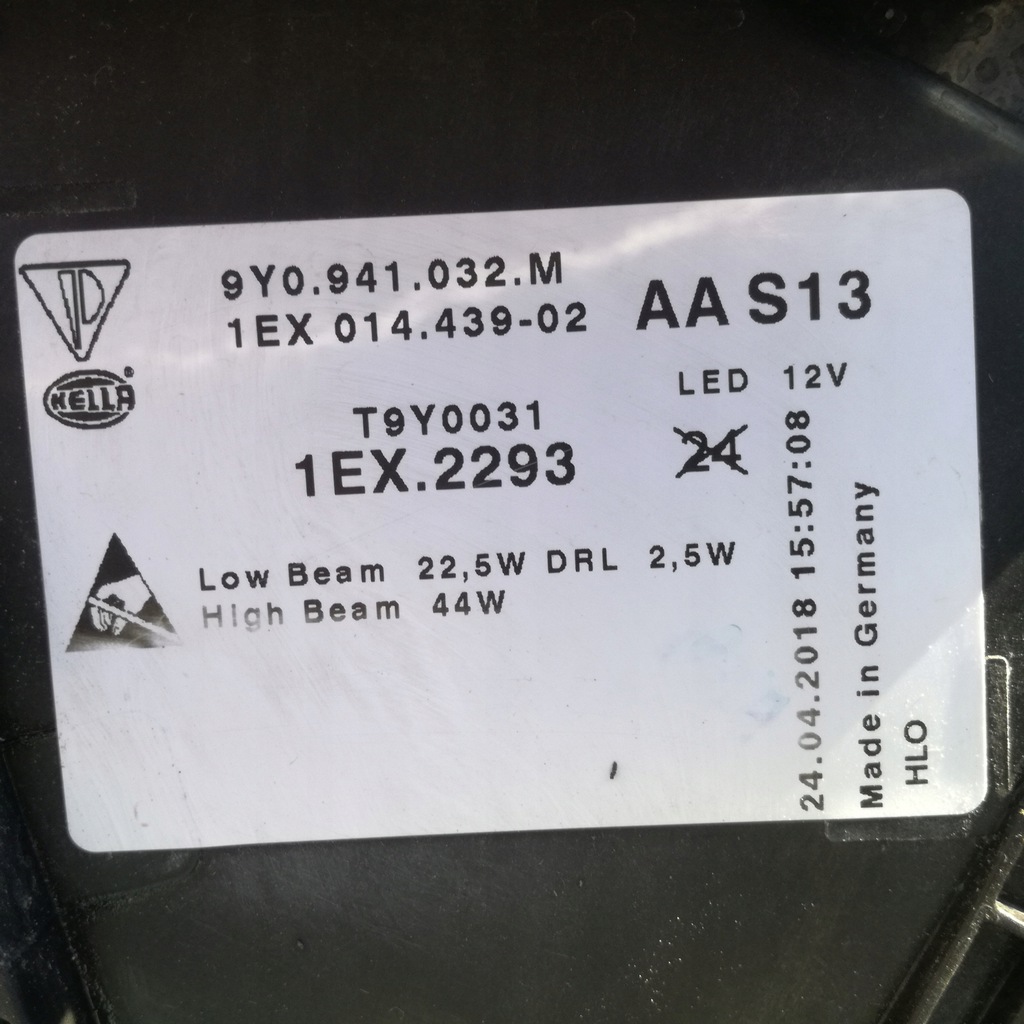 9Y0.941.032.M
1EX 014.439-02
AA S13
HELLA®
LED 12V
T9Y0031
1EX.2293
24
Low Beam 22,5W DRL 2,5W
High Beam 44W
24.04.2018 15:57:08
Made in Germany
HLO